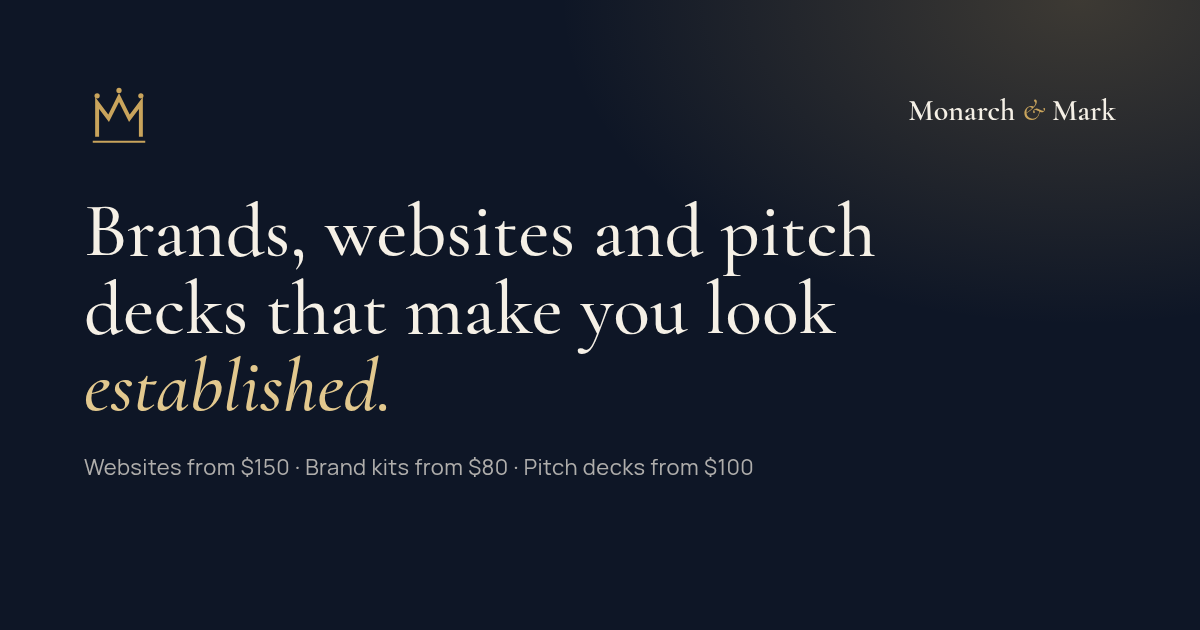 Monarch & Mark
Brands, websites and pitch
decks that make you look
established.
Websites from $150 · Brand kits from $80 · Pitch decks from $100